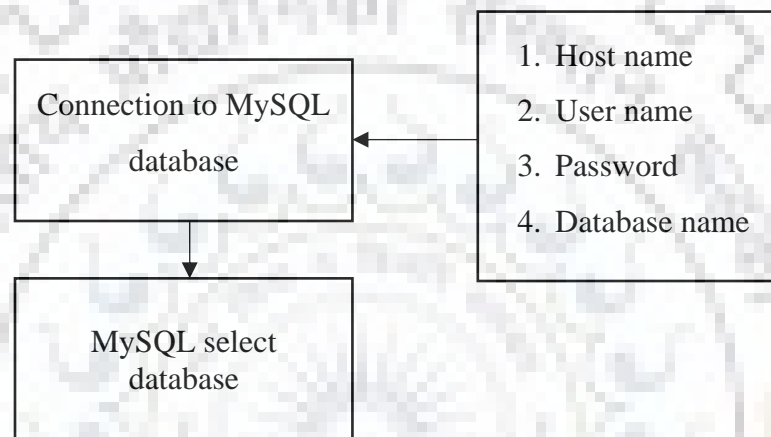 Connection to MySQL
database
1. Host name
2. User name
3. Password
4. Database name
MySQL select
database